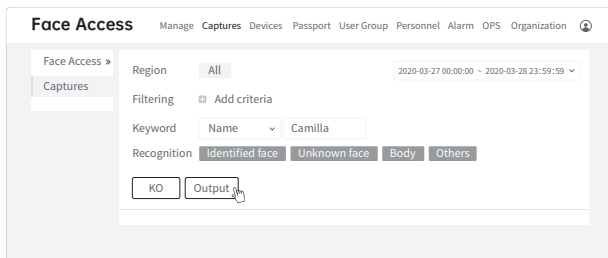 Face Access Manage Captures Devices Passport User Group Personnel Alarm OPS Organization
Face Access »
Captures
Region All 2020-03-27 00:00:00 ~ 2020-03-28 23:59:59
Filtering Add criteria
Keyword Name Camilla
Recognition Identified face Unknown face Body Others
KO Output